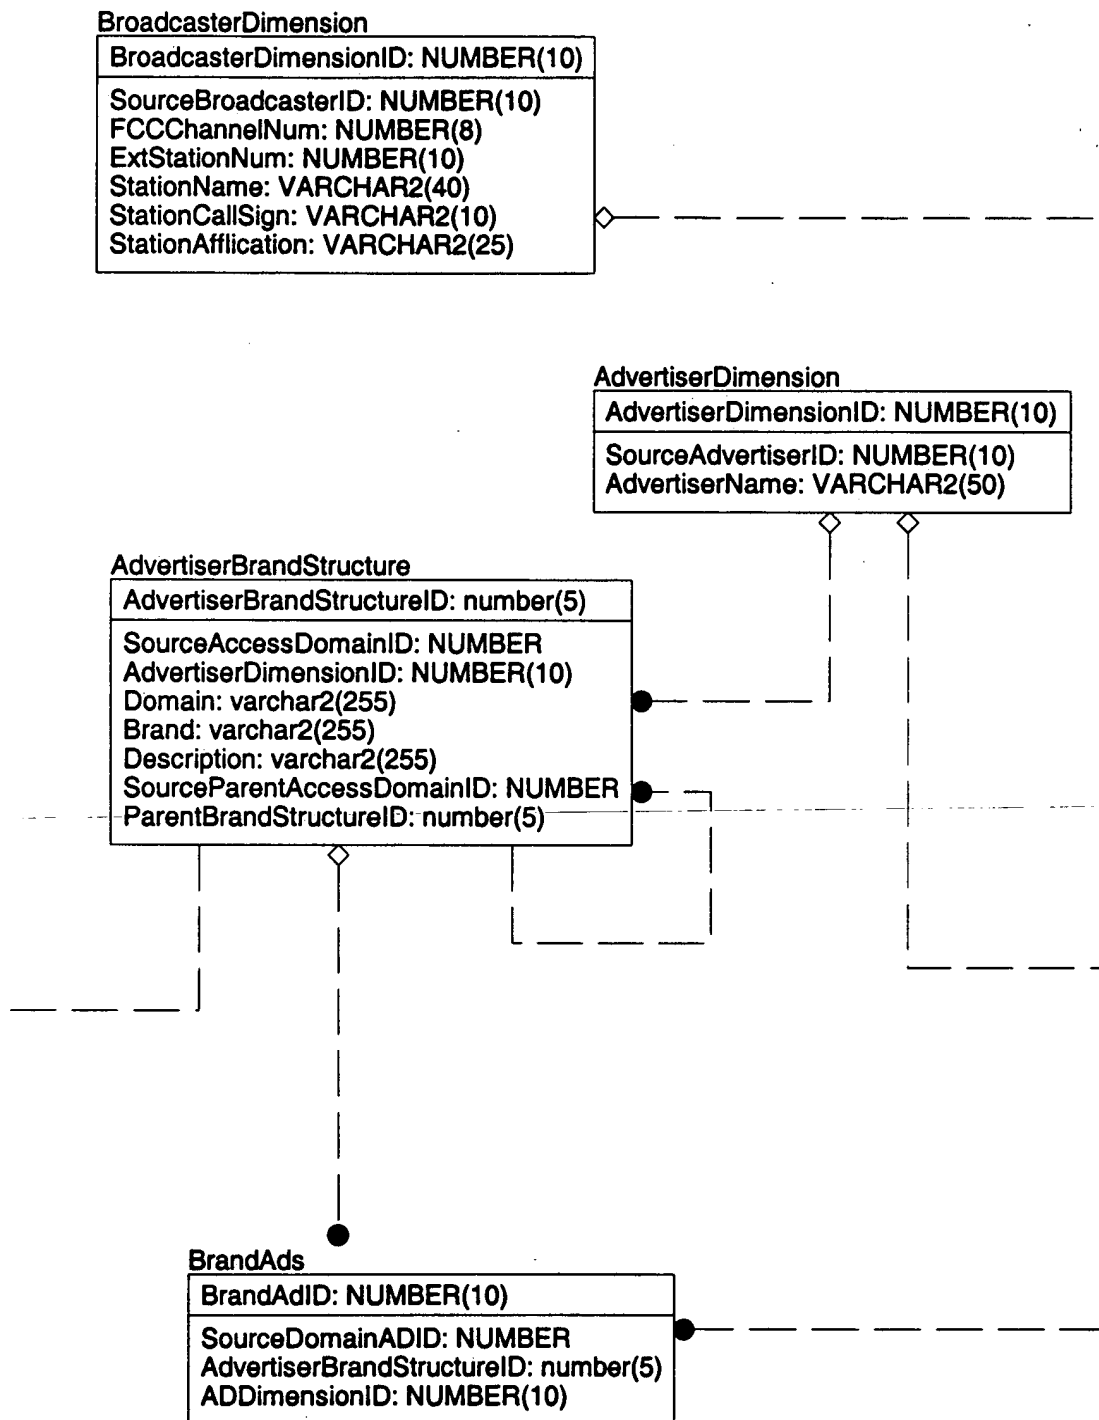 BroadcasterDimension
BroadcasterDimensionID: NUMBER(10)
SourceBroadcasterID: NUMBER(10)
FCCChannelNum: NUMBER(8)
ExtStationNum: NUMBER(10)
StationName: VARCHAR2(40)
StationCallSign: VARCHAR2(10)
StationAfflication: VARCHAR2(25)
AdvertiserDimension
AdvertiserDimensionID: NUMBER(10)
SourceAdvertiserID: NUMBER(10)
AdvertiserName: VARCHAR2(50)
AdvertiserBrandStructure
AdvertiserBrandStructureID: number(5)
SourceAccessDomainID: NUMBER
AdvertiserDimensionID: NUMBER(10)
Domain: varchar2(255)
Brand: varchar2(255)
Description: varchar2(255)
SourceParentAccessDomainID: NUMBER
ParentBrandStructureID: number(5)
BrandAds
BrandAdID: NUMBER(10)
SourceDomainADID: NUMBER
AdvertiserBrandStructureID: number(5)
ADDimensionID: NUMBER(10)